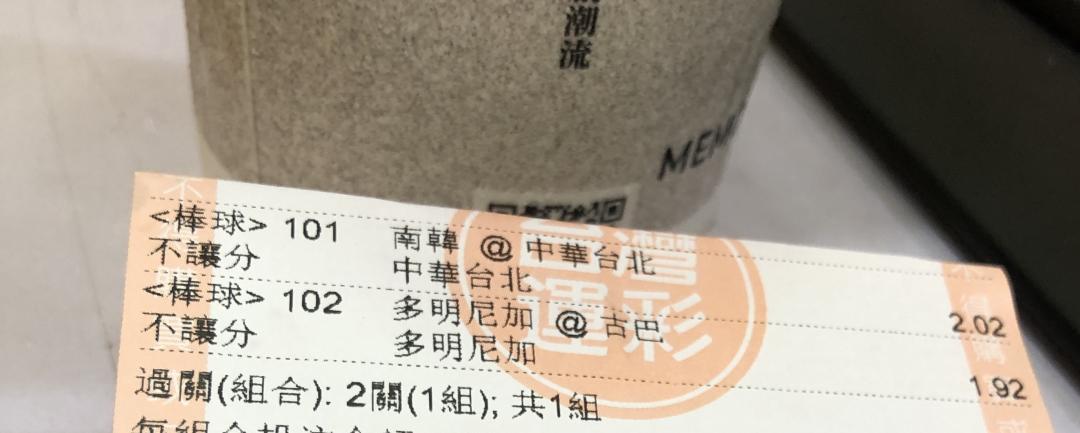 潮流
MEM
<棒球> 101 南韓 @ 中華台北
不讓分 中華台北 2.02
<棒球> 102 多明尼加 @ 古巴
不讓分 多明尼加 1.92
過關(組合): 2關(1組); 共1組
台灣
運彩